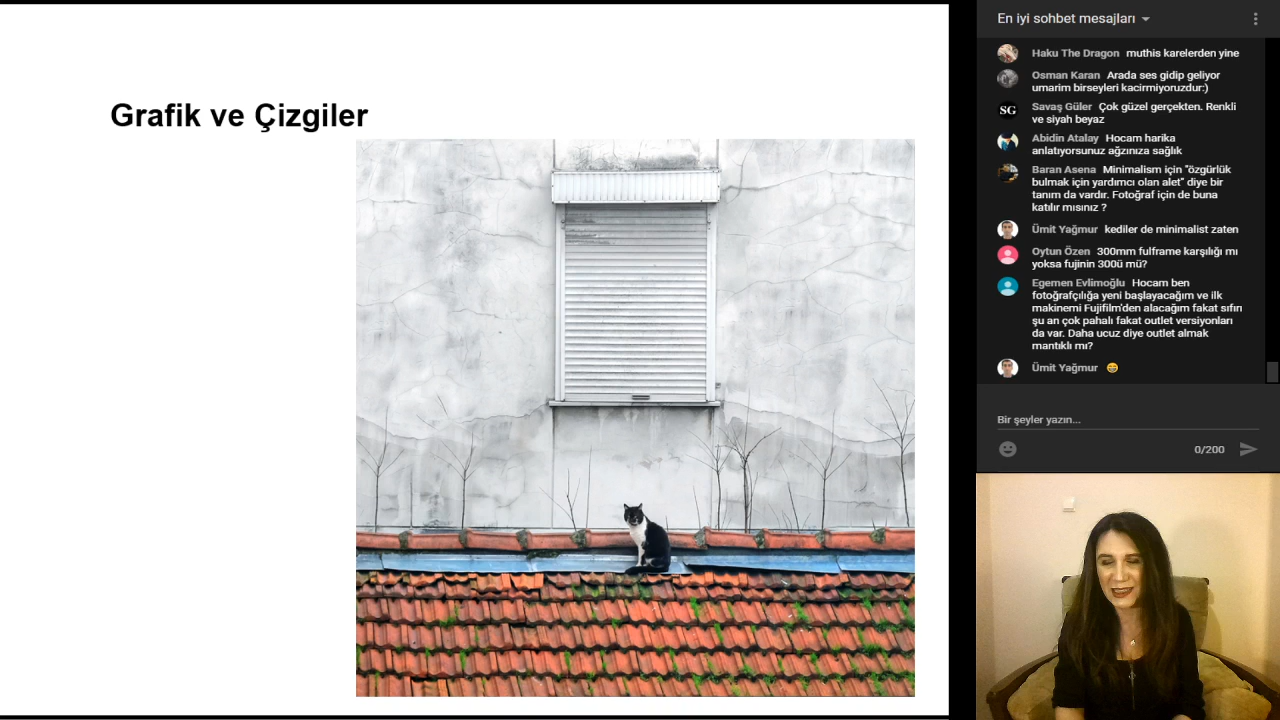 Grafik ve Çizgiler
En iyi sohbet mesajları
Haku The Dragon muthis karelerden yine
Osman Karan Arada ses gidip geliyor
umarim birseyleri kacirmiyoruzdur:)
SG
Savaş Güler Çok güzel gerçekten. Renkli
ve siyah beyaz
Abidin Atalay Hocam harika
anlatıyorsunuz ağzınıza sağlık
Baran Asena Minimalism için "özgürlük
bulmak için yardımcı olan alet" diye bir
tanım da vardır. Fotoğraf için de buna
katılır mısınız ?
Ümit Yağmur kediler de minimalist zaten
Oytun Özen 300mm fulframe karşılığı mı
yoksa fujinin 300ü mü?
Egemen Evlimoğlu Hocam ben
fotoğrafçılığa yeni başlayacağım ve ilk
makinemi Fujifilm'den alacağım fakat sıfırı
şu an çok pahalı fakat outlet versiyonları
da var. Daha ucuz diye outlet almak
mantıklı mı?
Ümit Yağmur 😅
Bir şeyler yazın...
0/200